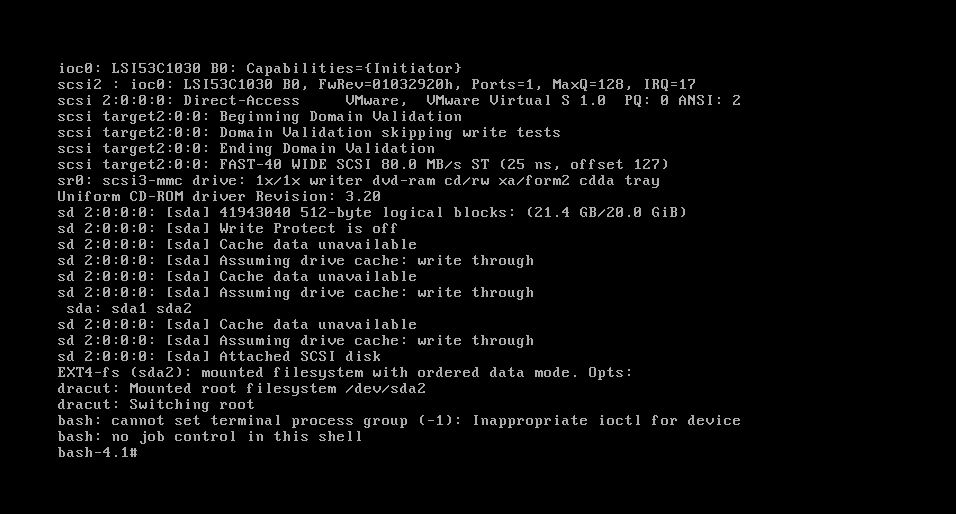 ioc0: LSI53C1030 B0: Capabilities={Initiator}
scsi2 : ioc0: LSI53C1030 B0, FwRev=01032920h, Ports=1, MaxQ=128, IRQ=17
scsi 2:0:0:0: Direct-Access     VMware,  VMware Virtual S 1.0  PQ: 0 ANSI: 2
scsi target2:0:0: Beginning Domain Validation
scsi target2:0:0: Domain Validation skipping write tests
scsi target2:0:0: Ending Domain Validation
scsi target2:0:0: FAST-40 WIDE SCSI 80.0 MB/s ST (25 ns, offset 127)
sr0: scsi3-mmc drive: 1x/1x writer dvd-ram cd/rw xa/form2 cdda tray
Uniform CD-ROM driver Revision: 3.20
sd 2:0:0:0: [sda] 41943040 512-byte logical blocks: (21.4 GB/20.0 GiB)
sd 2:0:0:0: [sda] Write Protect is off
sd 2:0:0:0: [sda] Cache data unavailable
sd 2:0:0:0: [sda] Assuming drive cache: write through
sd 2:0:0:0: [sda] Cache data unavailable
sd 2:0:0:0: [sda] Assuming drive cache: write through
 sda: sda1 sda2
sd 2:0:0:0: [sda] Cache data unavailable
sd 2:0:0:0: [sda] Assuming drive cache: write through
sd 2:0:0:0: [sda] Attached SCSI disk
EXT4-fs (sda2): mounted filesystem with ordered data mode. Opts:
dracut: Mounted root filesystem /dev/sda2
dracut: Switching root
bash: cannot set terminal process group (-1): Inappropriate ioctl for device
bash: no job control in this shell
bash-4.1#